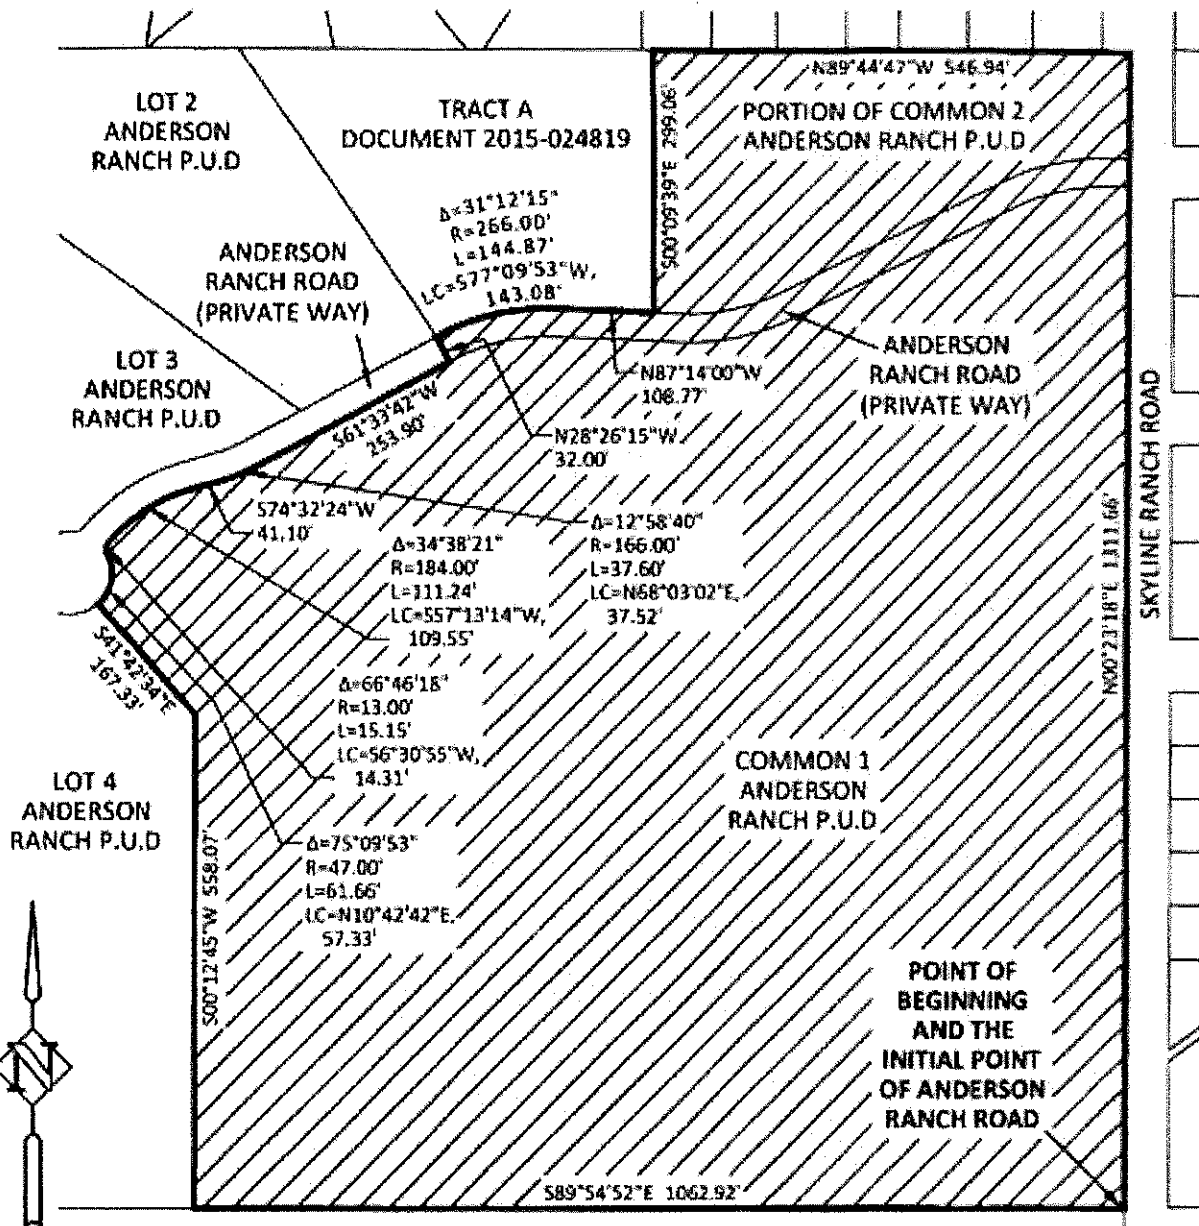 N89°44'47"W 546.94'
LOT 2
ANDERSON
RANCH P.U.D
TRACT A
DOCUMENT 2015-024819
S00°09'39"E 299.06'
PORTION OF COMMON 2
ANDERSON RANCH P.U.D
Δ=31°12'15"
R=266.00'
L=144.87'
LC=S77°09'53"W,
143.08'
ANDERSON
RANCH ROAD
(PRIVATE WAY)
LOT 3
ANDERSON
RANCH P.U.D
ANDERSON
RANCH ROAD
(PRIVATE WAY)
N87°14'00"W
108.77'
S61°33'42"W
253.90'
N28°26'15"W,
32.00'
SKYLINE RANCH ROAD
N00°23'18"E 1311.66'
S74°32'24"W
41.10'
Δ=12°58'40"
R=166.00'
L=37.60'
LC=N68°03'02"E,
37.52'
Δ=34°38'21"
R=184.00'
L=111.24'
LC=S57°13'14"W,
109.55'
S41°42'34"E
167.33'
Δ=66°46'18"
R=13.00'
L=15.15'
LC=S6°30'55"W,
14.31'
COMMON 1
ANDERSON
RANCH P.U.D
LOT 4
ANDERSON
RANCH P.U.D
Δ=75°09'53"
R=47.00'
L=61.66'
LC=N10°42'42"E,
57.33'
S00°12'45"W 558.07'
N
POINT OF
BEGINNING
AND THE
INITIAL POINT
OF ANDERSON
RANCH ROAD
S89°54'52"E 1062.92'